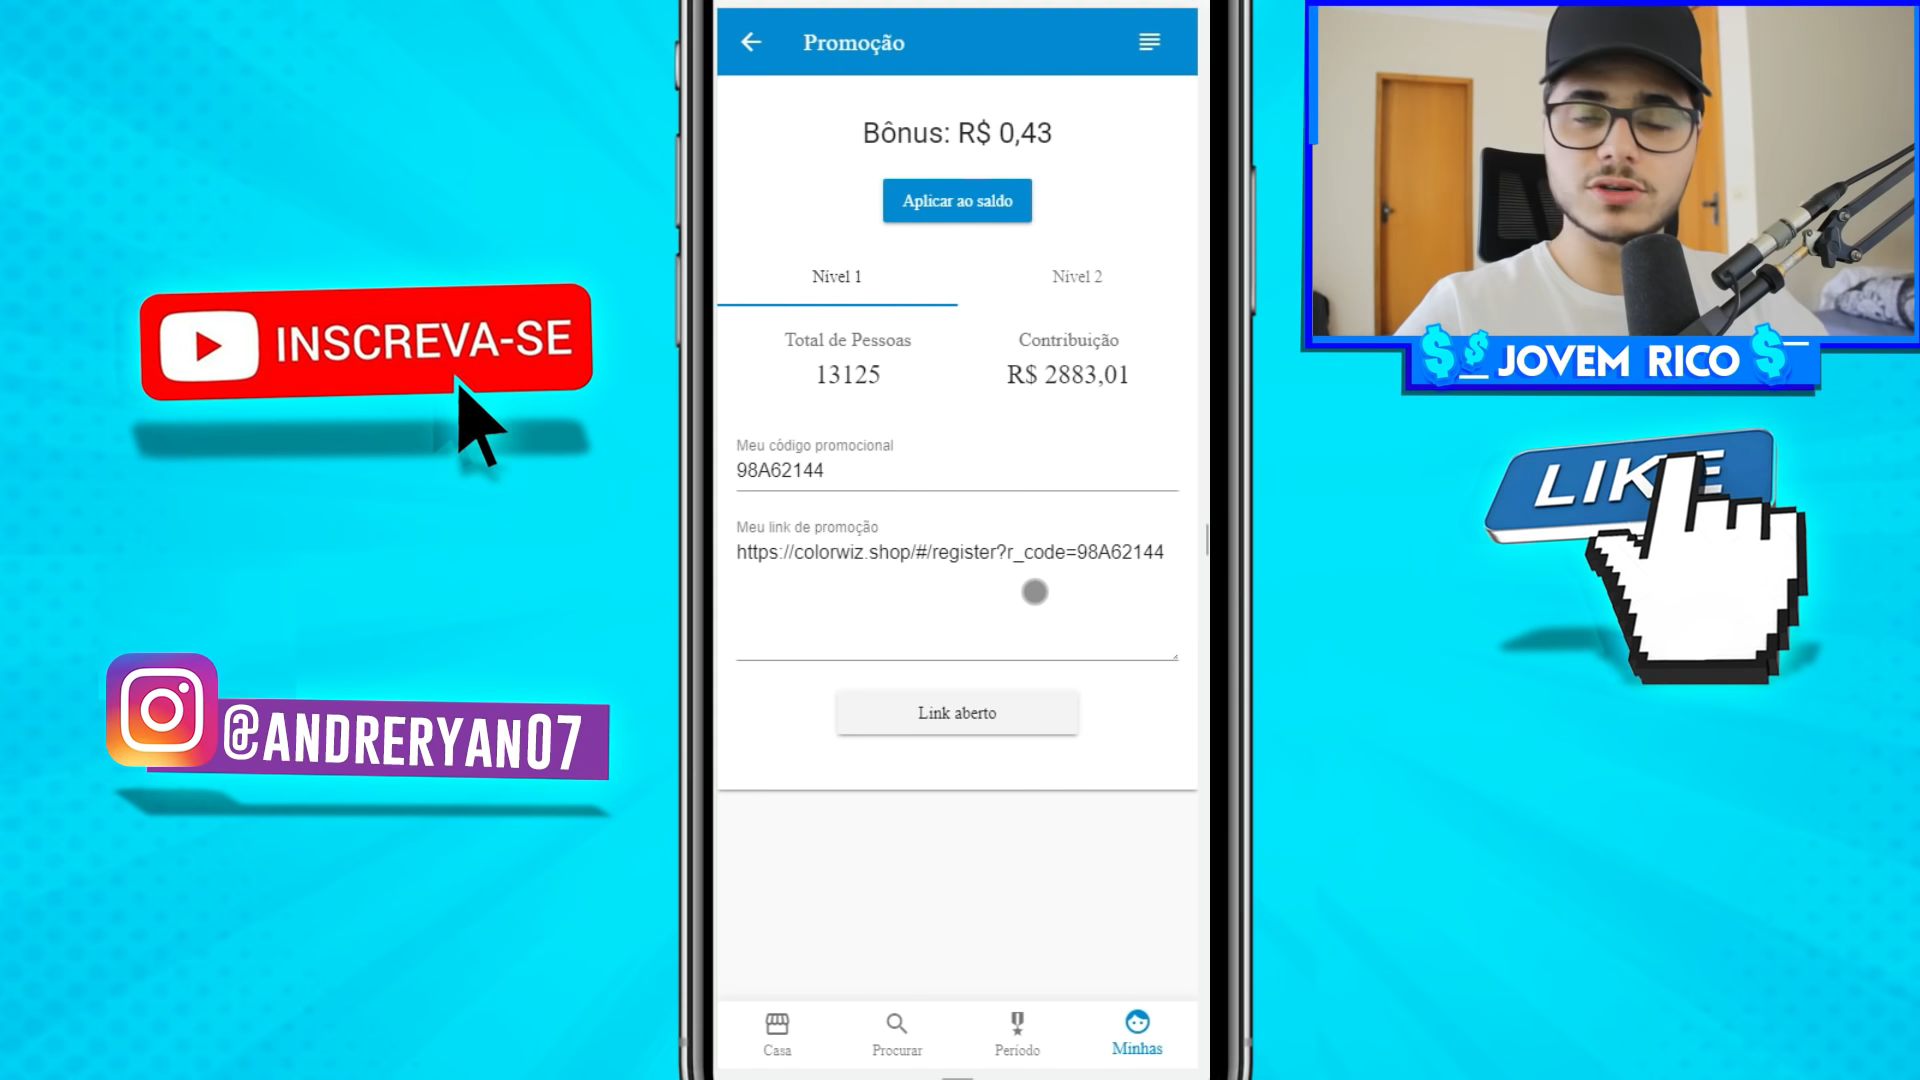 Promoção
Bônus: R$ 0,43
Aplicar ao saldo
Nível 1
Nível 2
Total de Pessoas
Contribuição
13125
R$ 2883,01
Meu código promocional
98A62144
Meu link de promoção
https://colorwiz.shop/#/register?r_code=98A62144
Link aberto
Casa
Procurar
Período
Minhas
INSCREVA-SE
@ANDRERYAN07
JOVEM RICO
LIKE